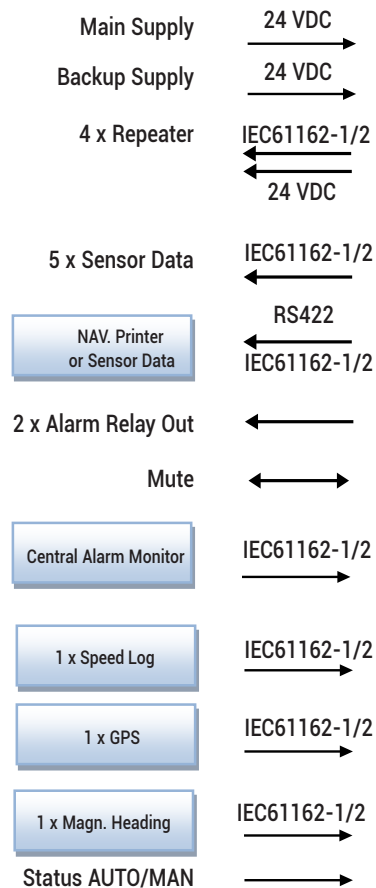 Main Supply 24 VDC
Backup Supply 24 VDC
4 x Repeater IEC61162-1/2
24 VDC
5 x Sensor Data IEC61162-1/2
NAV. Printer
or Sensor Data
RS422
IEC61162-1/2
2 x Alarm Relay Out
Mute
Central Alarm Monitor IEC61162-1/2
1 x Speed Log IEC61162-1/2
1 x GPS IEC61162-1/2
1 x Magn. Heading IEC61162-1/2
Status AUTO/MAN